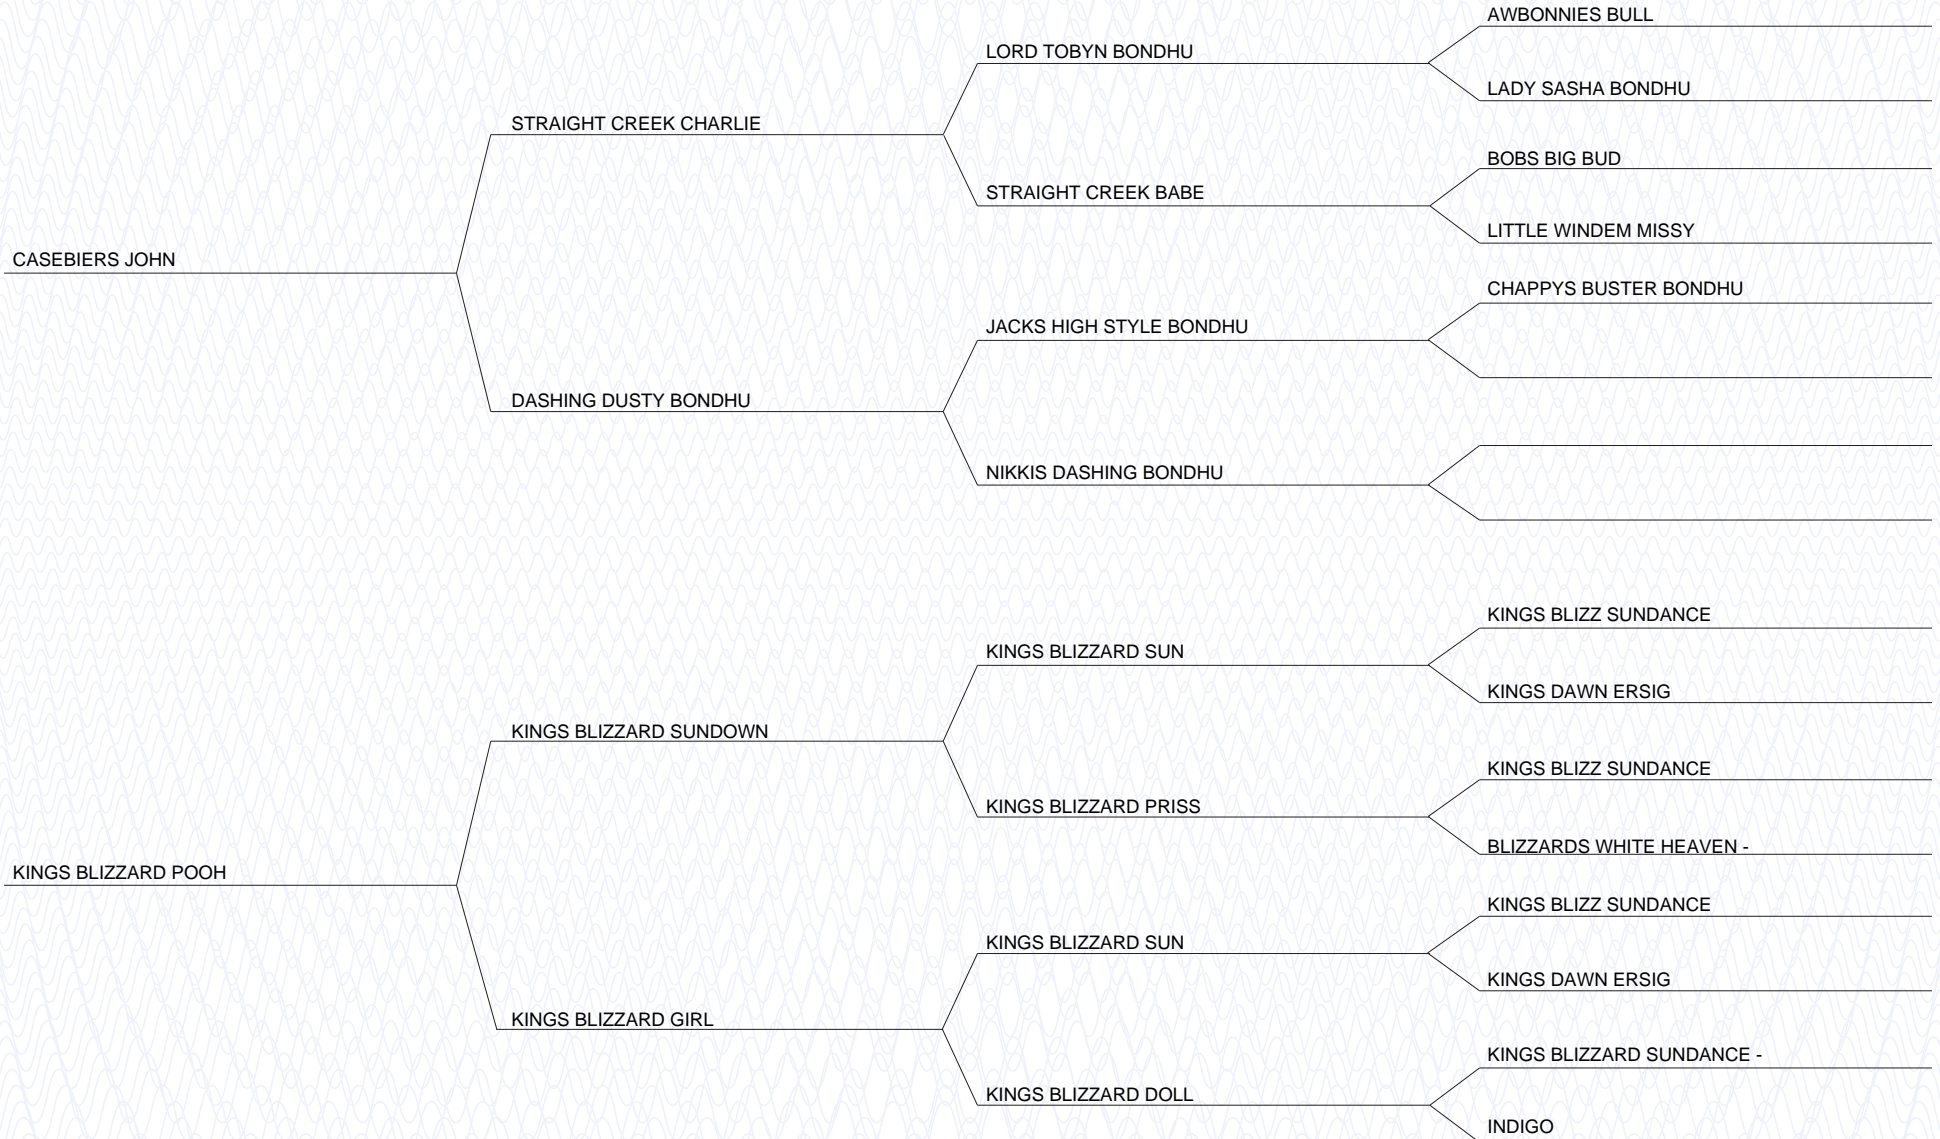 AWBONNIES BULL
LORD TOBYN BONDHU
LADY SASHA BONDHU
STRAIGHT CREEK CHARLIE
BOBS BIG BUD
STRAIGHT CREEK BABE
LITTLE WINDEM MISSY
CASEBIERS JOHN
CHAPPYS BUSTER BONDHU
JACKS HIGH STYLE BONDHU
DASHING DUSTY BONDHU
NIKKIS DASHING BONDHU
KINGS BLIZZ SUNDANCE
KINGS BLIZZARD SUN
KINGS DAWN ERSIG
KINGS BLIZZARD SUNDOWN
KINGS BLIZZ SUNDANCE
KINGS BLIZZARD PRISS
BLIZZARDS WHITE HEAVEN -
KINGS BLIZZARD POOH
KINGS BLIZZ SUNDANCE
KINGS BLIZZARD SUN
KINGS DAWN ERSIG
KINGS BLIZZARD GIRL
KINGS BLIZZARD SUNDANCE -
KINGS BLIZZARD DOLL
INDIGO